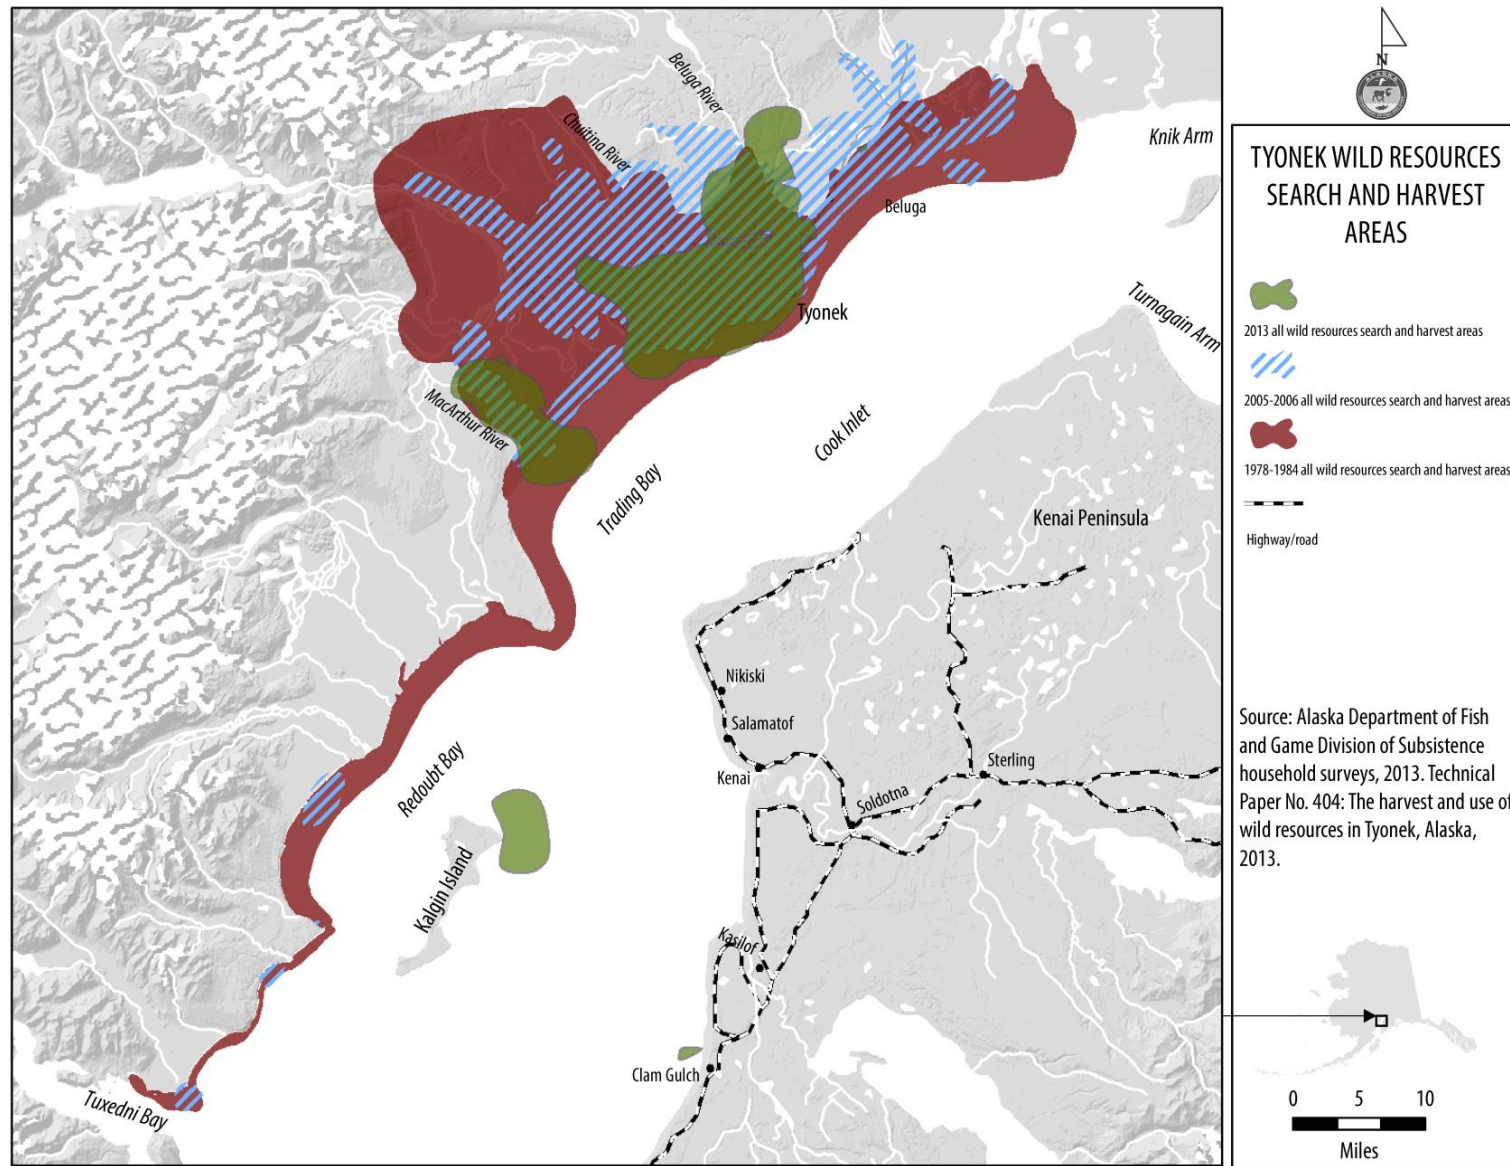 Beluga River
Chuitina River
Knik Arm
Beluga
Turnagain Arm
Tyonek
MacArthur River
Cook Inlet
Trading Bay
Kenai Peninsula
Nikiski
Salamatof
Kenai
Sterling
Soldotna
Redoubt Bay
Kalgin Island
Kasilof
Clam Gulch
Tuxedni Bay
N
ALASKA
TYONEK WILD RESOURCES
SEARCH AND HARVEST
AREAS
2013 all wild resources search and harvest areas
2005-2006 all wild resources search and harvest areas
1978-1984 all wild resources search and harvest areas
Highway/road
Source: Alaska Department of Fish
and Game Division of Subsistence
household surveys, 2013. Technical
Paper No. 404: The harvest and use of
wild resources in Tyonek, Alaska,
2013.
0 5 10
Miles